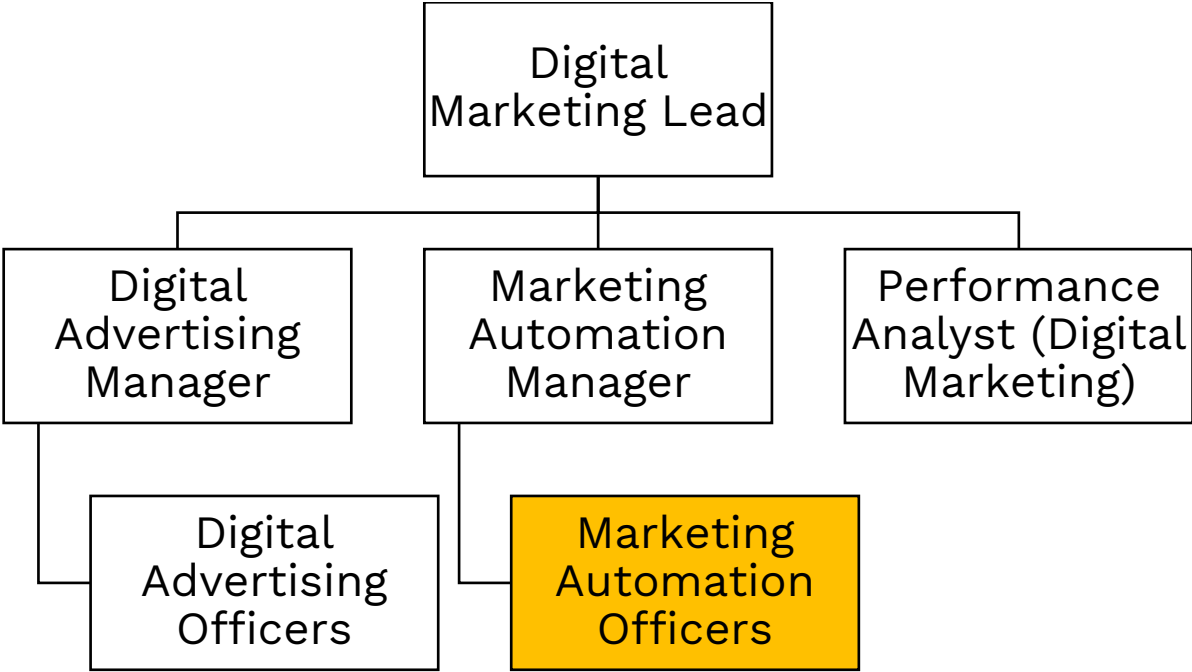 Digital
Marketing Lead
Digital
Advertising
Manager
Marketing
Automation
Manager
Performance
Analyst (Digital
Marketing)
Digital
Advertising
Officers
Marketing
Automation
Officers